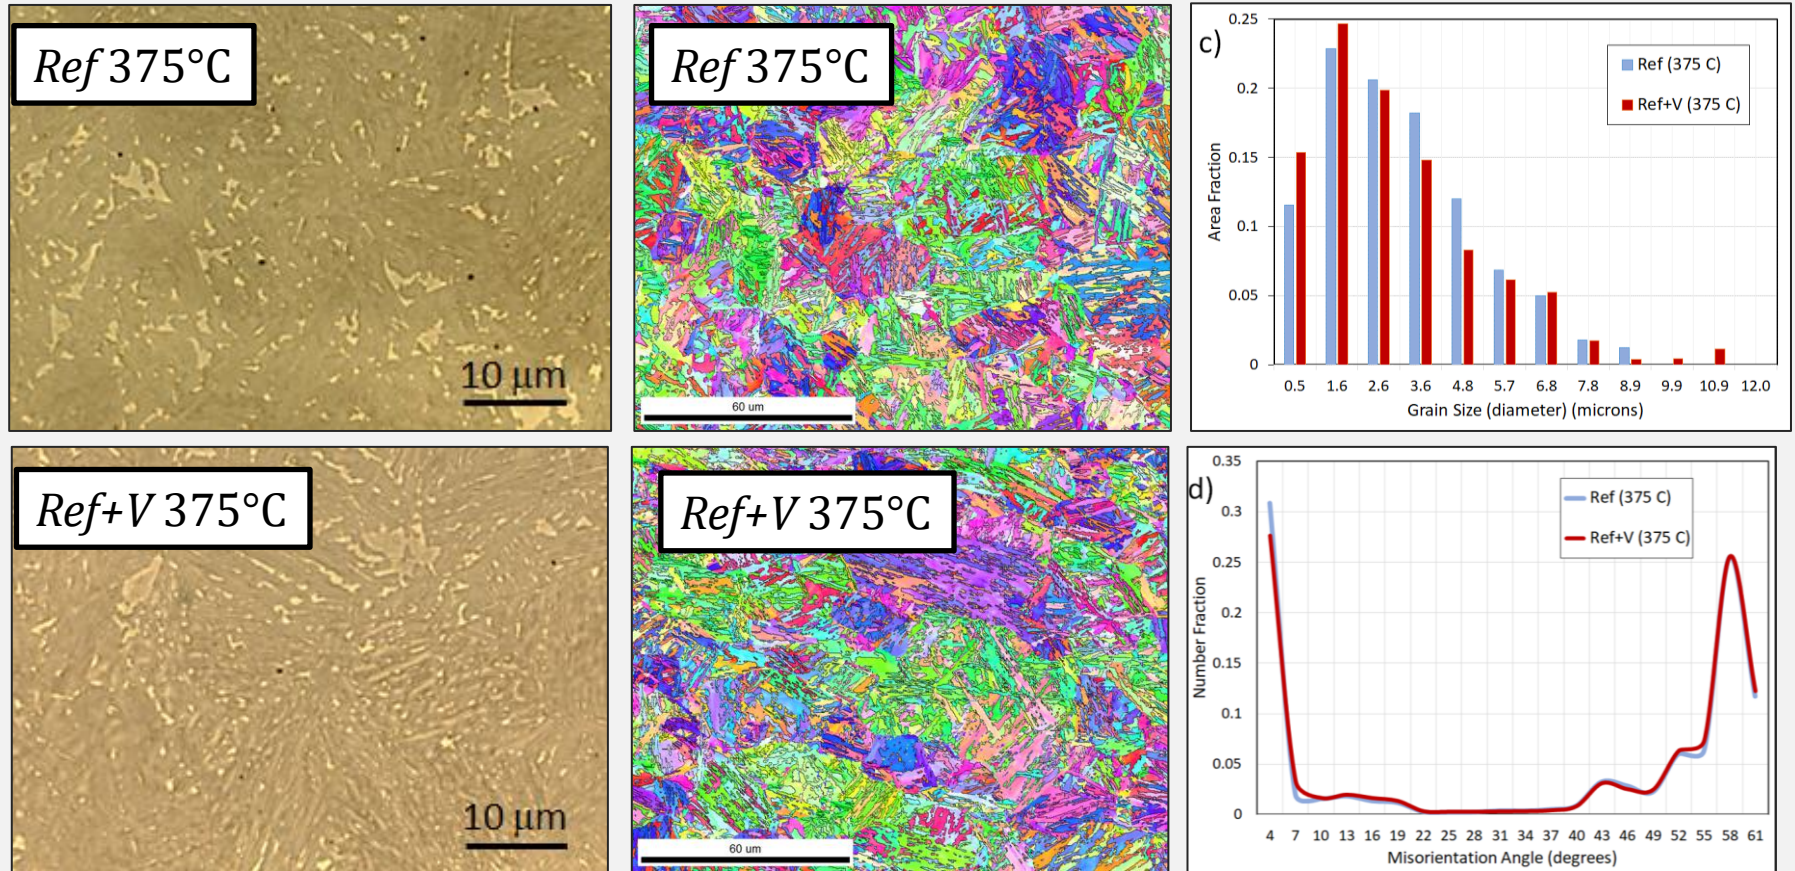 Ref 375°C
10 µm
Ref 375°C
60 um
c)
0.25
0.2
0.15
0.1
0.05
0
Area Fraction
Ref (375 C)
Ref+V (375 C)
0.5 1.6 2.6 3.6 4.8 5.7 6.8 7.8 8.9 9.9 10.9 12.0
Grain Size (diameter) (microns)
Ref+V 375°C
10 µm
Ref+V 375°C
60 um
d)
0.35
0.3
0.25
0.2
0.15
0.1
0.05
0
Number Fraction
Ref (375 C)
Ref+V (375 C)
4 7 10 13 16 19 22 25 28 31 34 37 40 43 46 49 52 55 58 61
Misorientation Angle (degrees)